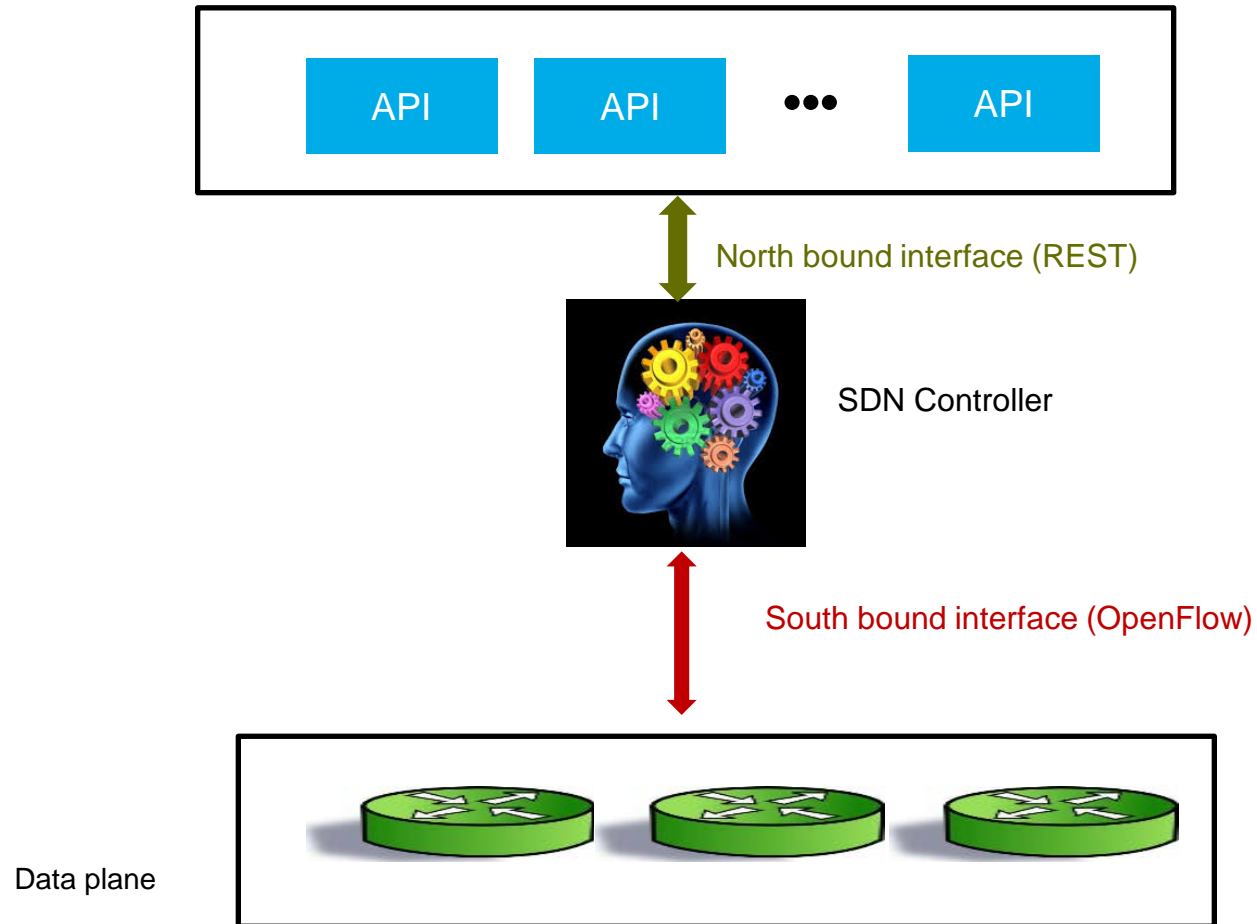 API
API
•••
API
North bound interface (REST)
SDN Controller
South bound interface (OpenFlow)
Data plane